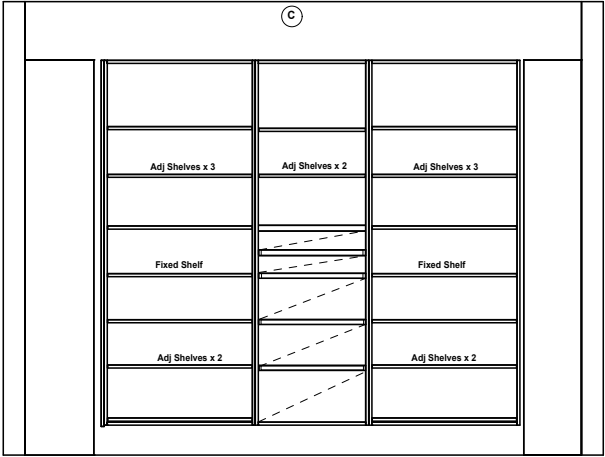 C
Adj Shelves x 3
Adj Shelves x 2
Adj Shelves x 3
Fixed Shelf
Fixed Shelf
Adj Shelves x 2
Adj Shelves x 2